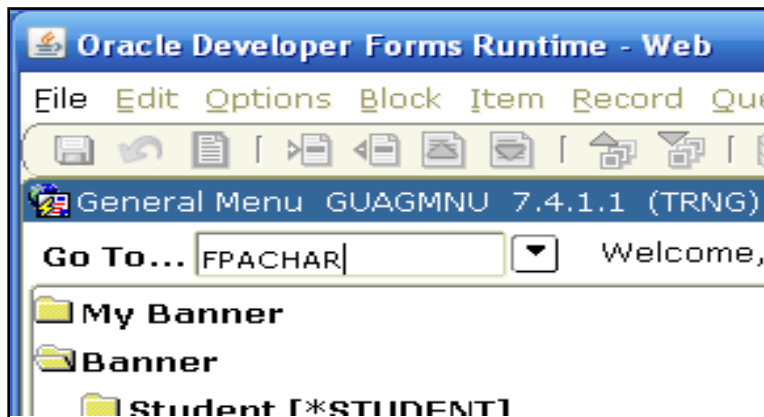 Oracle Developer Forms Runtime - Web
File Edit Options Block Item Record Que
General Menu GUAGMNU 7.4.1.1 (TRNG)
Go To... FPACHAR Welcome,
My Banner
Banner
Student [*STUDENT]